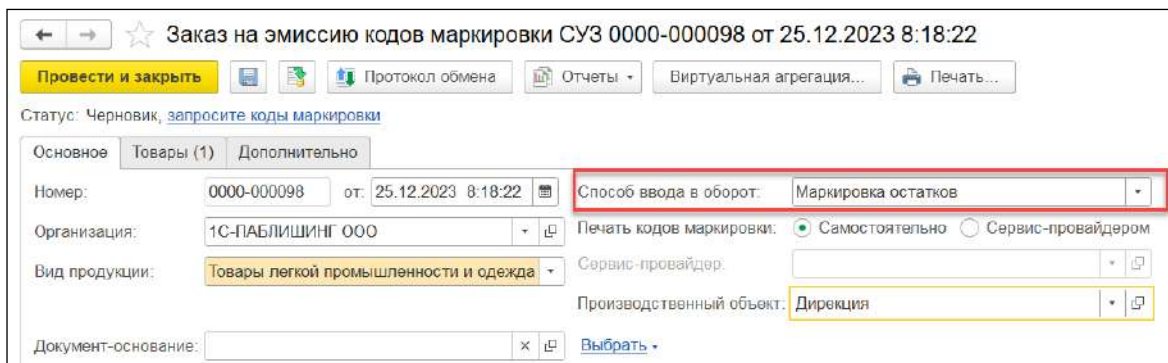 Заказ на эмиссию кодов маркировки СУЗ 0000-000098 от 25.12.2023 8:18:22
Провести и закрыть Протокол обмена Отчеты Виртуальная агрегация... Печать...
Статус: Черновик, запросите коды маркировки
Основное Товары (1) Дополнительно
Номер: 0000-000098 от: 25.12.2023 8:18:22 Способ ввода в оборот: Маркировка остатков
Организация: 1С-ПАБЛИШИНГ ООО Печать кодов маркировки: Самостоятельно Сервис-провайдером
Вид продукции: Товары легкой промышленности и одежда Сервис-провайдер:
Производственный объект: Дирекция
Документ-основание: Выбрать